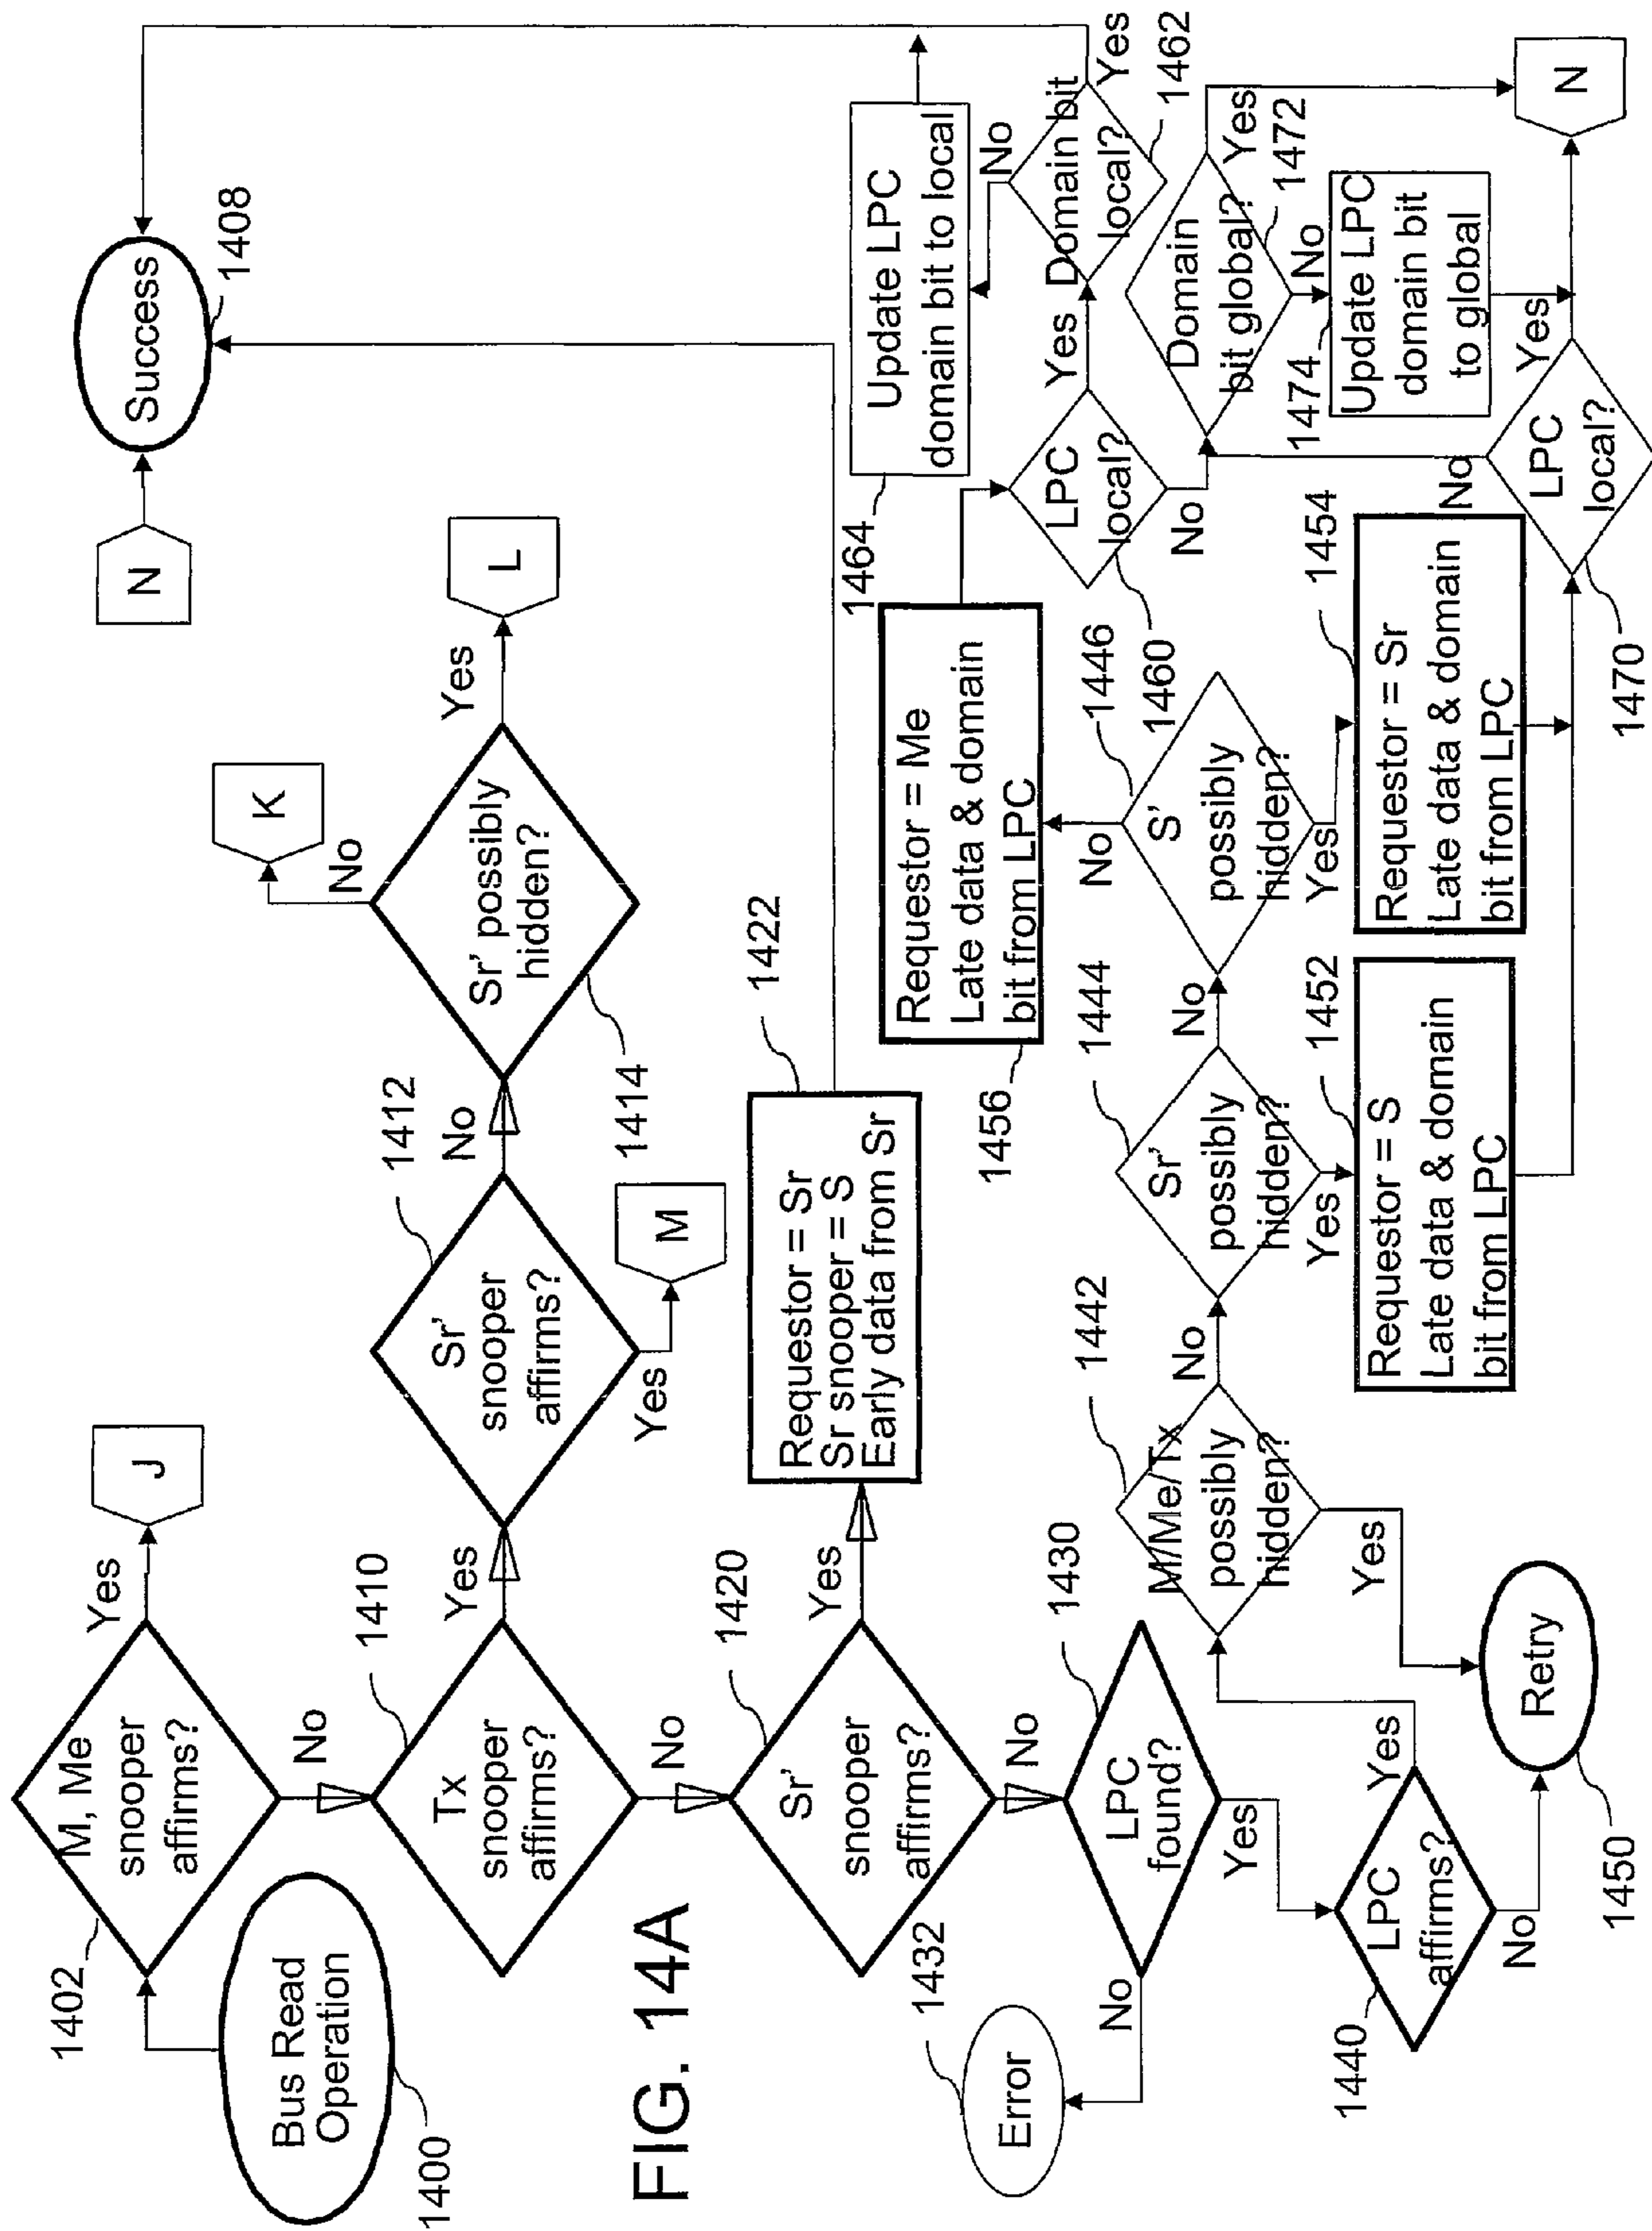 Bus Read
Operation
1400
1402
M, Me
snooper
affirms?
Yes
J
No
1410
Tx
snooper
affirms?
Yes
1412
Sr'
snooper
affirms?
Yes
M
No
1414
Sr' possibly
hidden?
No
K
Yes
L
N
Success
1408
No
1420
Sr'
snooper
affirms?
Yes
1422
Requestor = Sr
Sr snooper = S
Early data from Sr
No
1430
LPC
found?
No
1432
Error
Yes
1440
LPC
affirms?
No
Yes
1450
Retry
1442
M/Me/Tx
possibly
hidden?
Yes
No
1444
Sr'
possibly
hidden?
Yes
1452
Requestor = S
Late data & domain
bit from LPC
No
1446
S'
possibly
hidden?
Yes
1454
Requestor = Sr
Late data & domain
bit from LPC
No
1456
Requestor = Me
Late data & domain
bit from LPC
1460
LPC
local?
Yes
No
1462
Domain bit
local?
Yes
No
1464
Update LPC
domain bit to local
1470
LPC
local?
No
Yes
1472
Domain
bit global?
Yes
No
1474
Update LPC
domain bit
to global
N
FIG. 14A